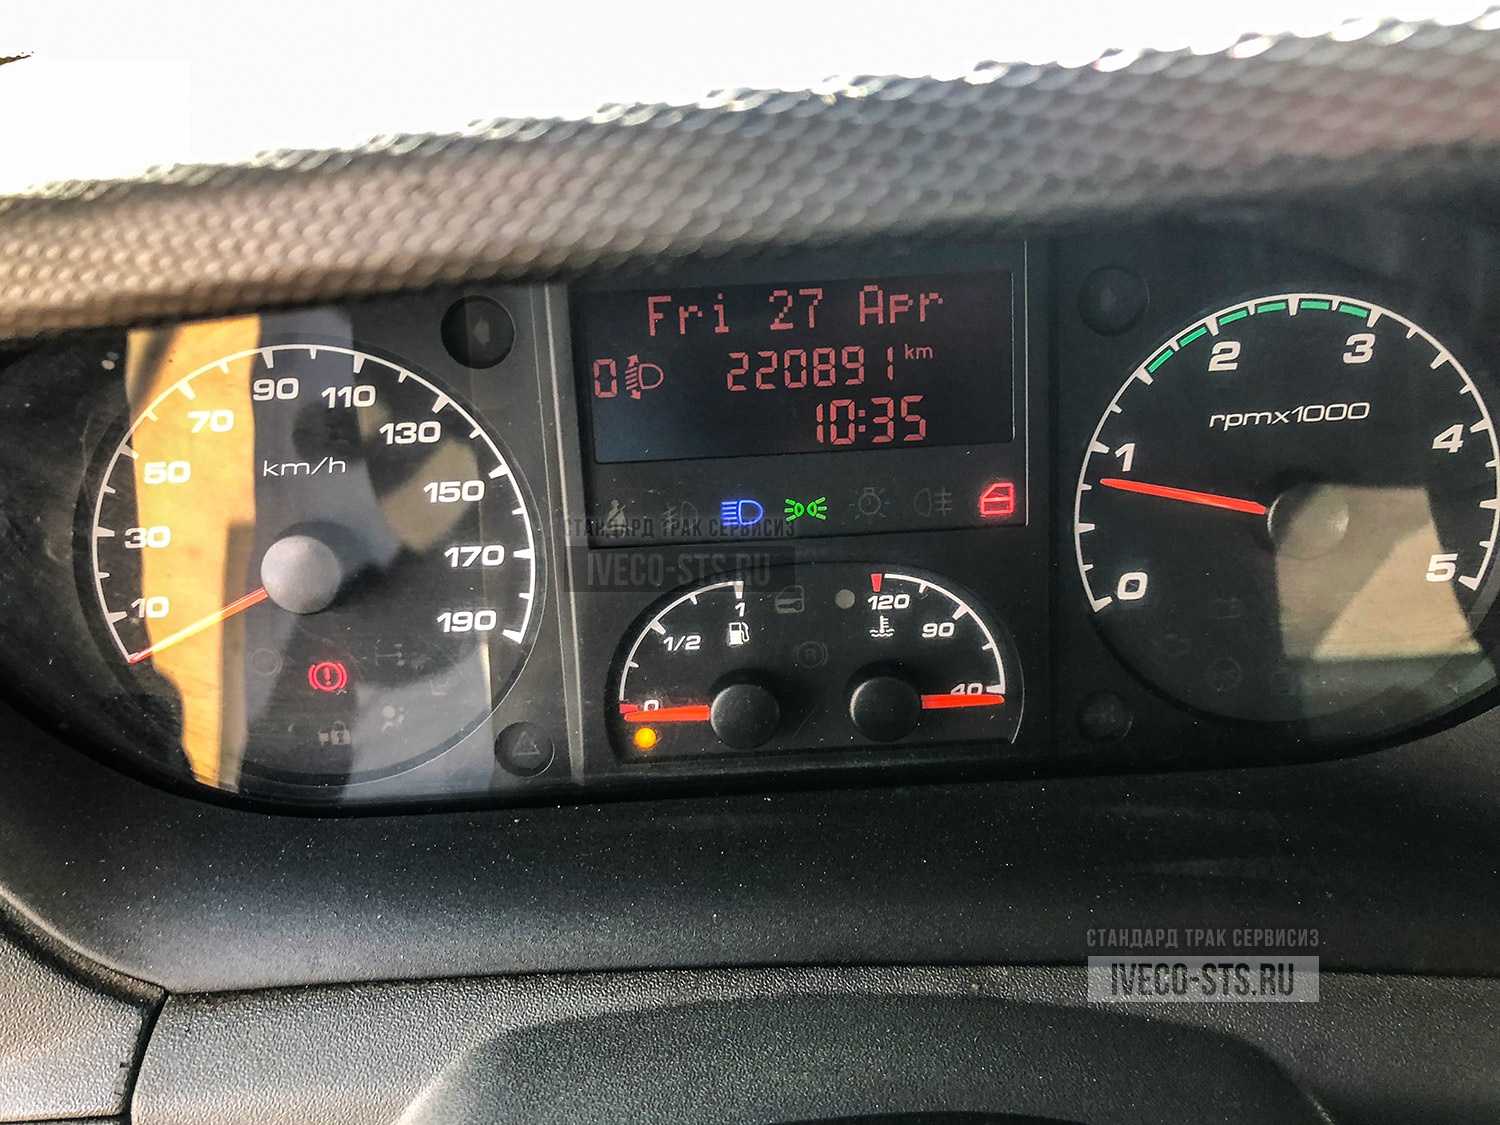 Fri 27 Apr
0 220891 km
10:35
10 30 50 70 90 110 130 150 170 190
km/h
0 1 2 3 4 5
rpmx1000
СТАНДАРД ТРАК СЕРВИСИЗ
IVECO-STS.RU
0 1/2 1
120 90 40
СТАНДАРД ТРАК СЕРВИСИЗ
IVECO-STS.RU